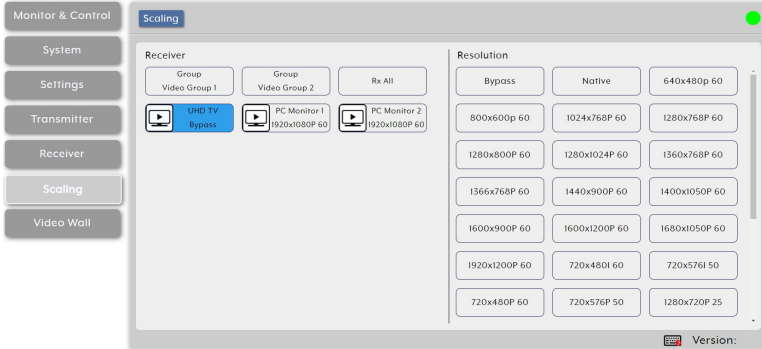 Monitor & Control
System
Settings
Transmitter
Receiver
Scaling
Video Wall
Scaling
Receiver
Group
Video Group 1
Group
Video Group 2
Rx All
UHD TV
Bypass
PC Monitor 1
1920x1080P 60
PC Monitor 2
1920x1080P 60
Resolution
Bypass
Native
640x480p 60
800x600p 60
1024x768P 60
1280x768P 60
1280x800P 60
1280x1024P 60
1360x768P 60
1366x768P 60
1440x900P 60
1400x1050P 60
1600x900P 60
1600x1200P 60
1680x1050P 60
1920x1200P 60
720x480I 60
720x576I 50
720x480P 60
720x576P 50
1280x720P 25
Version: